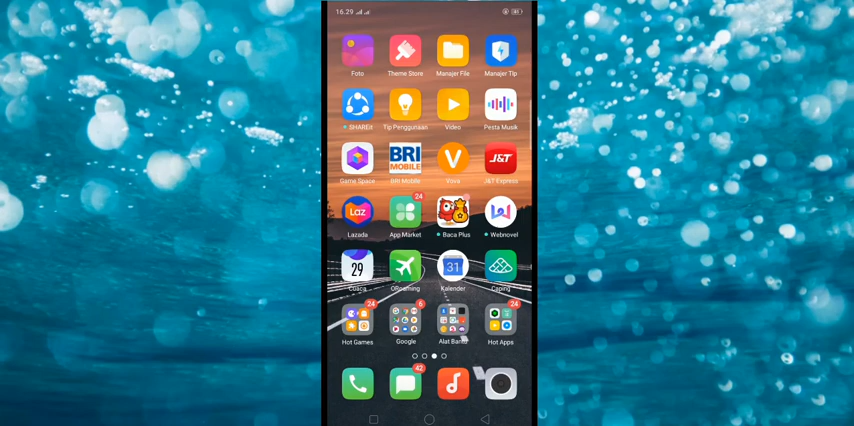 16.29
Foto Theme Store Manajer File Manajer Tlp
SHAREit Tip Penggunaan Video Pesta Musik
BRI MOBILE V J&T
EXPRESS
Game Space BRI Mobile Vova J&T Express
Laz 24
Lazada App Market Baca Plus Webnovel
29 31
Cuaca ORoaming Kalender Caping
24 6 24
Hot Games Google Alat Bantu Hot Apps
42